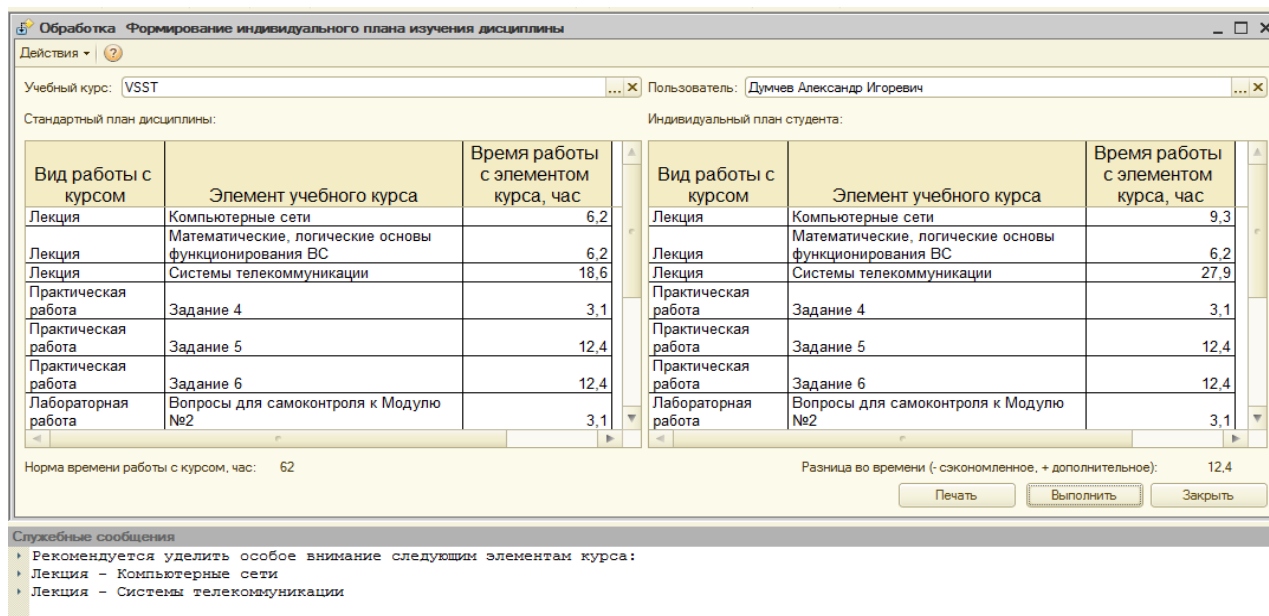 Обработка Формирование индивидуального плана изучения дисциплины
Действия
Учебный курс: VSST ... Пользователь: Думчев Александр Игоревич ...
Стандартный план дисциплины: Индивидуальный план студента:
Время работы Время работы
Вид работы с с элементом Вид работы с с элементом
курсом Элемент учебного курса курса, час курсом Элемент учебного курса курса, час
Лекция Компьютерные сети 6,2 Лекция Компьютерные сети 9,3
Математические, логические основы Математические, логические основы
Лекция функционирования ВС 6,2 Лекция функционирования ВС 6,2
Лекция Системы телекоммуникации 18,6 Лекция Системы телекоммуникации 27,9
Практическая Практическая
работа Задание 4 3,1 работа Задание 4 3,1
Практическая Практическая
работа Задание 5 12,4 работа Задание 5 12,4
Практическая Практическая
работа Задание 6 12,4 работа Задание 6 12,4
Лабораторная Вопросы для самоконтроля к Модулю Лабораторная Вопросы для самоконтроля к Модулю
работа №2 3,1 работа №2 3,1
Норма времени работы с курсом, час: 62 Разница во времени (- сэкономленное, + дополнительное): 12,4
Печать Выполнить Закрыть
Служебные сообщения
Рекомендуется уделить особое внимание следующим элементам курса:
Лекция - Компьютерные сети
Лекция - Системы телекоммуникации